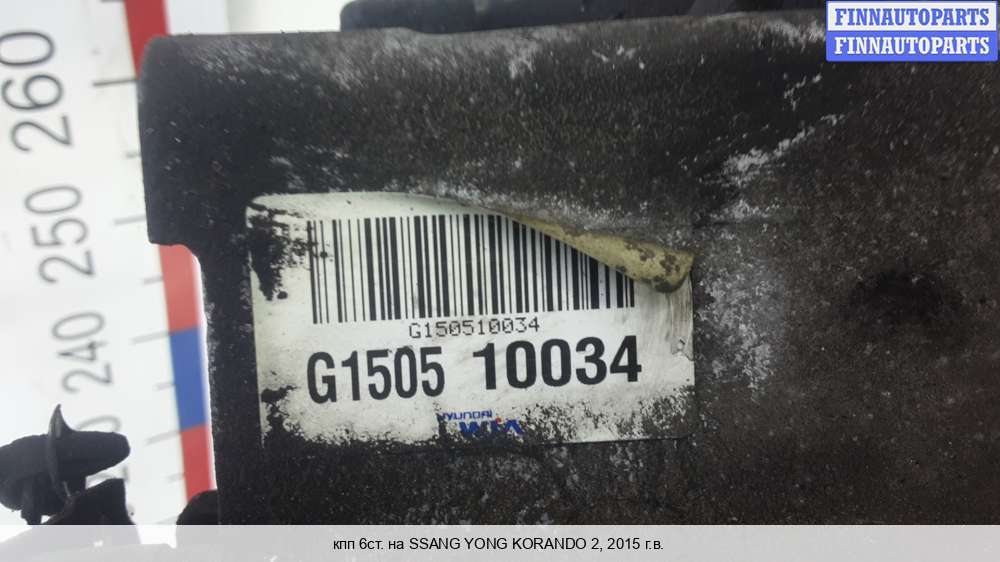 FINNAUTOPARTS
FINNAUTOPARTS
260
250
240
G150510034
G1505 10034
HYUNDAI
WIA
кпп 6ст. на SSANG YONG KORANDO 2, 2015 г.в.